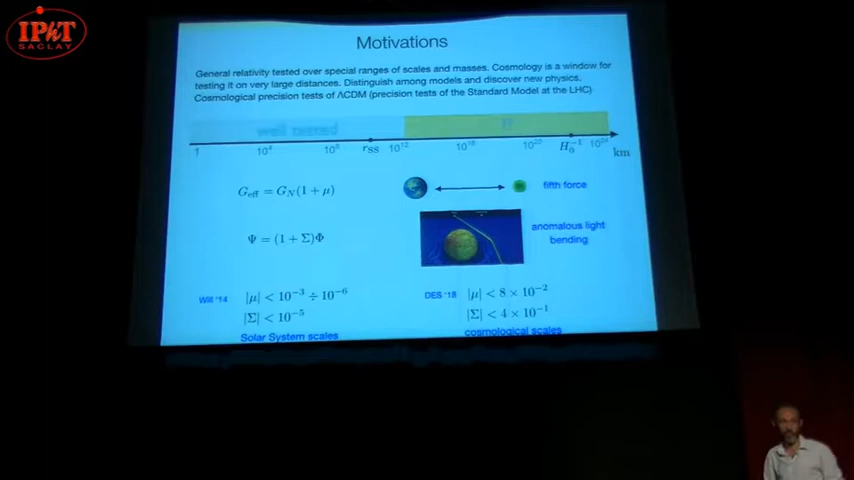 IPhT
SACLAY
Motivations
General relativity tested over special ranges of scales and masses. Cosmology is a window for
testing it on very large distances. Distinguish among models and discover new physics.
Cosmological precision tests of ΛCDM (precision tests of the Standard Model at the LHC)
well tested
1 10⁴ 10⁸ r_SS 10¹² 10¹⁶ 10²⁰ H₀⁻¹ 10²⁴ km
G_eff = G_N(1 + μ)
fifth force
Ψ = (1 + Σ)Φ
anomalous light
bending
Will '14 |μ| < 10⁻³ ÷ 10⁻⁶
|Σ| < 10⁻⁵
Solar System scales
DES '18 |μ| < 8 × 10⁻²
|Σ| < 4 × 10⁻¹
cosmological scales